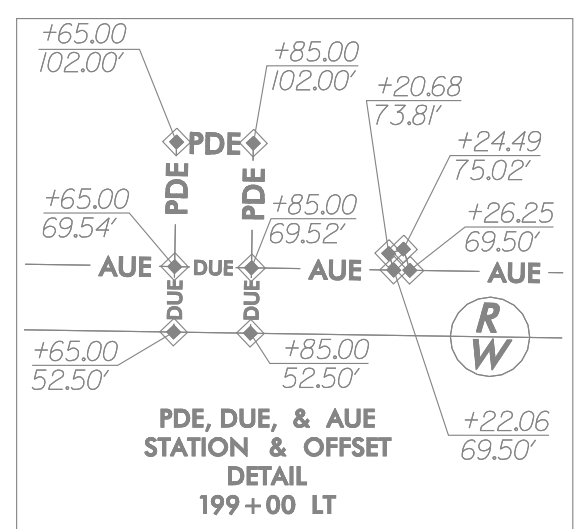 +65.00
102.00'
+85.00
102.00'
+20.68
73.81'
+24.49
75.02'
PDE
PDE
PDE
+65.00
69.54'
+85.00
69.52'
+26.25
69.50'
AUE
DUE
AUE
AUE
DUE
DUE
R
W
+65.00
52.50'
+85.00
52.50'
+22.06
69.50'
PDE, DUE, & AUE
STATION & OFFSET
DETAIL
199+00 LT